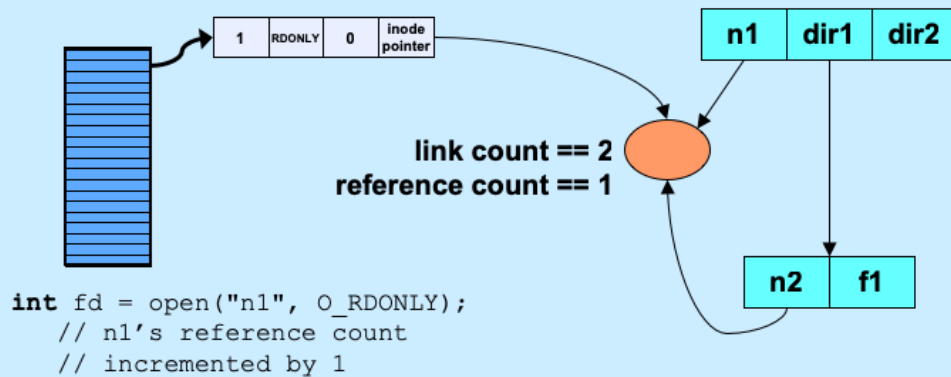 1 RDONLY 0 inode pointer
n1 dir1 dir2
link count == 2
reference count == 1
n2 f1
int fd = open("n1", O_RDONLY);
// n1's reference count
// incremented by 1